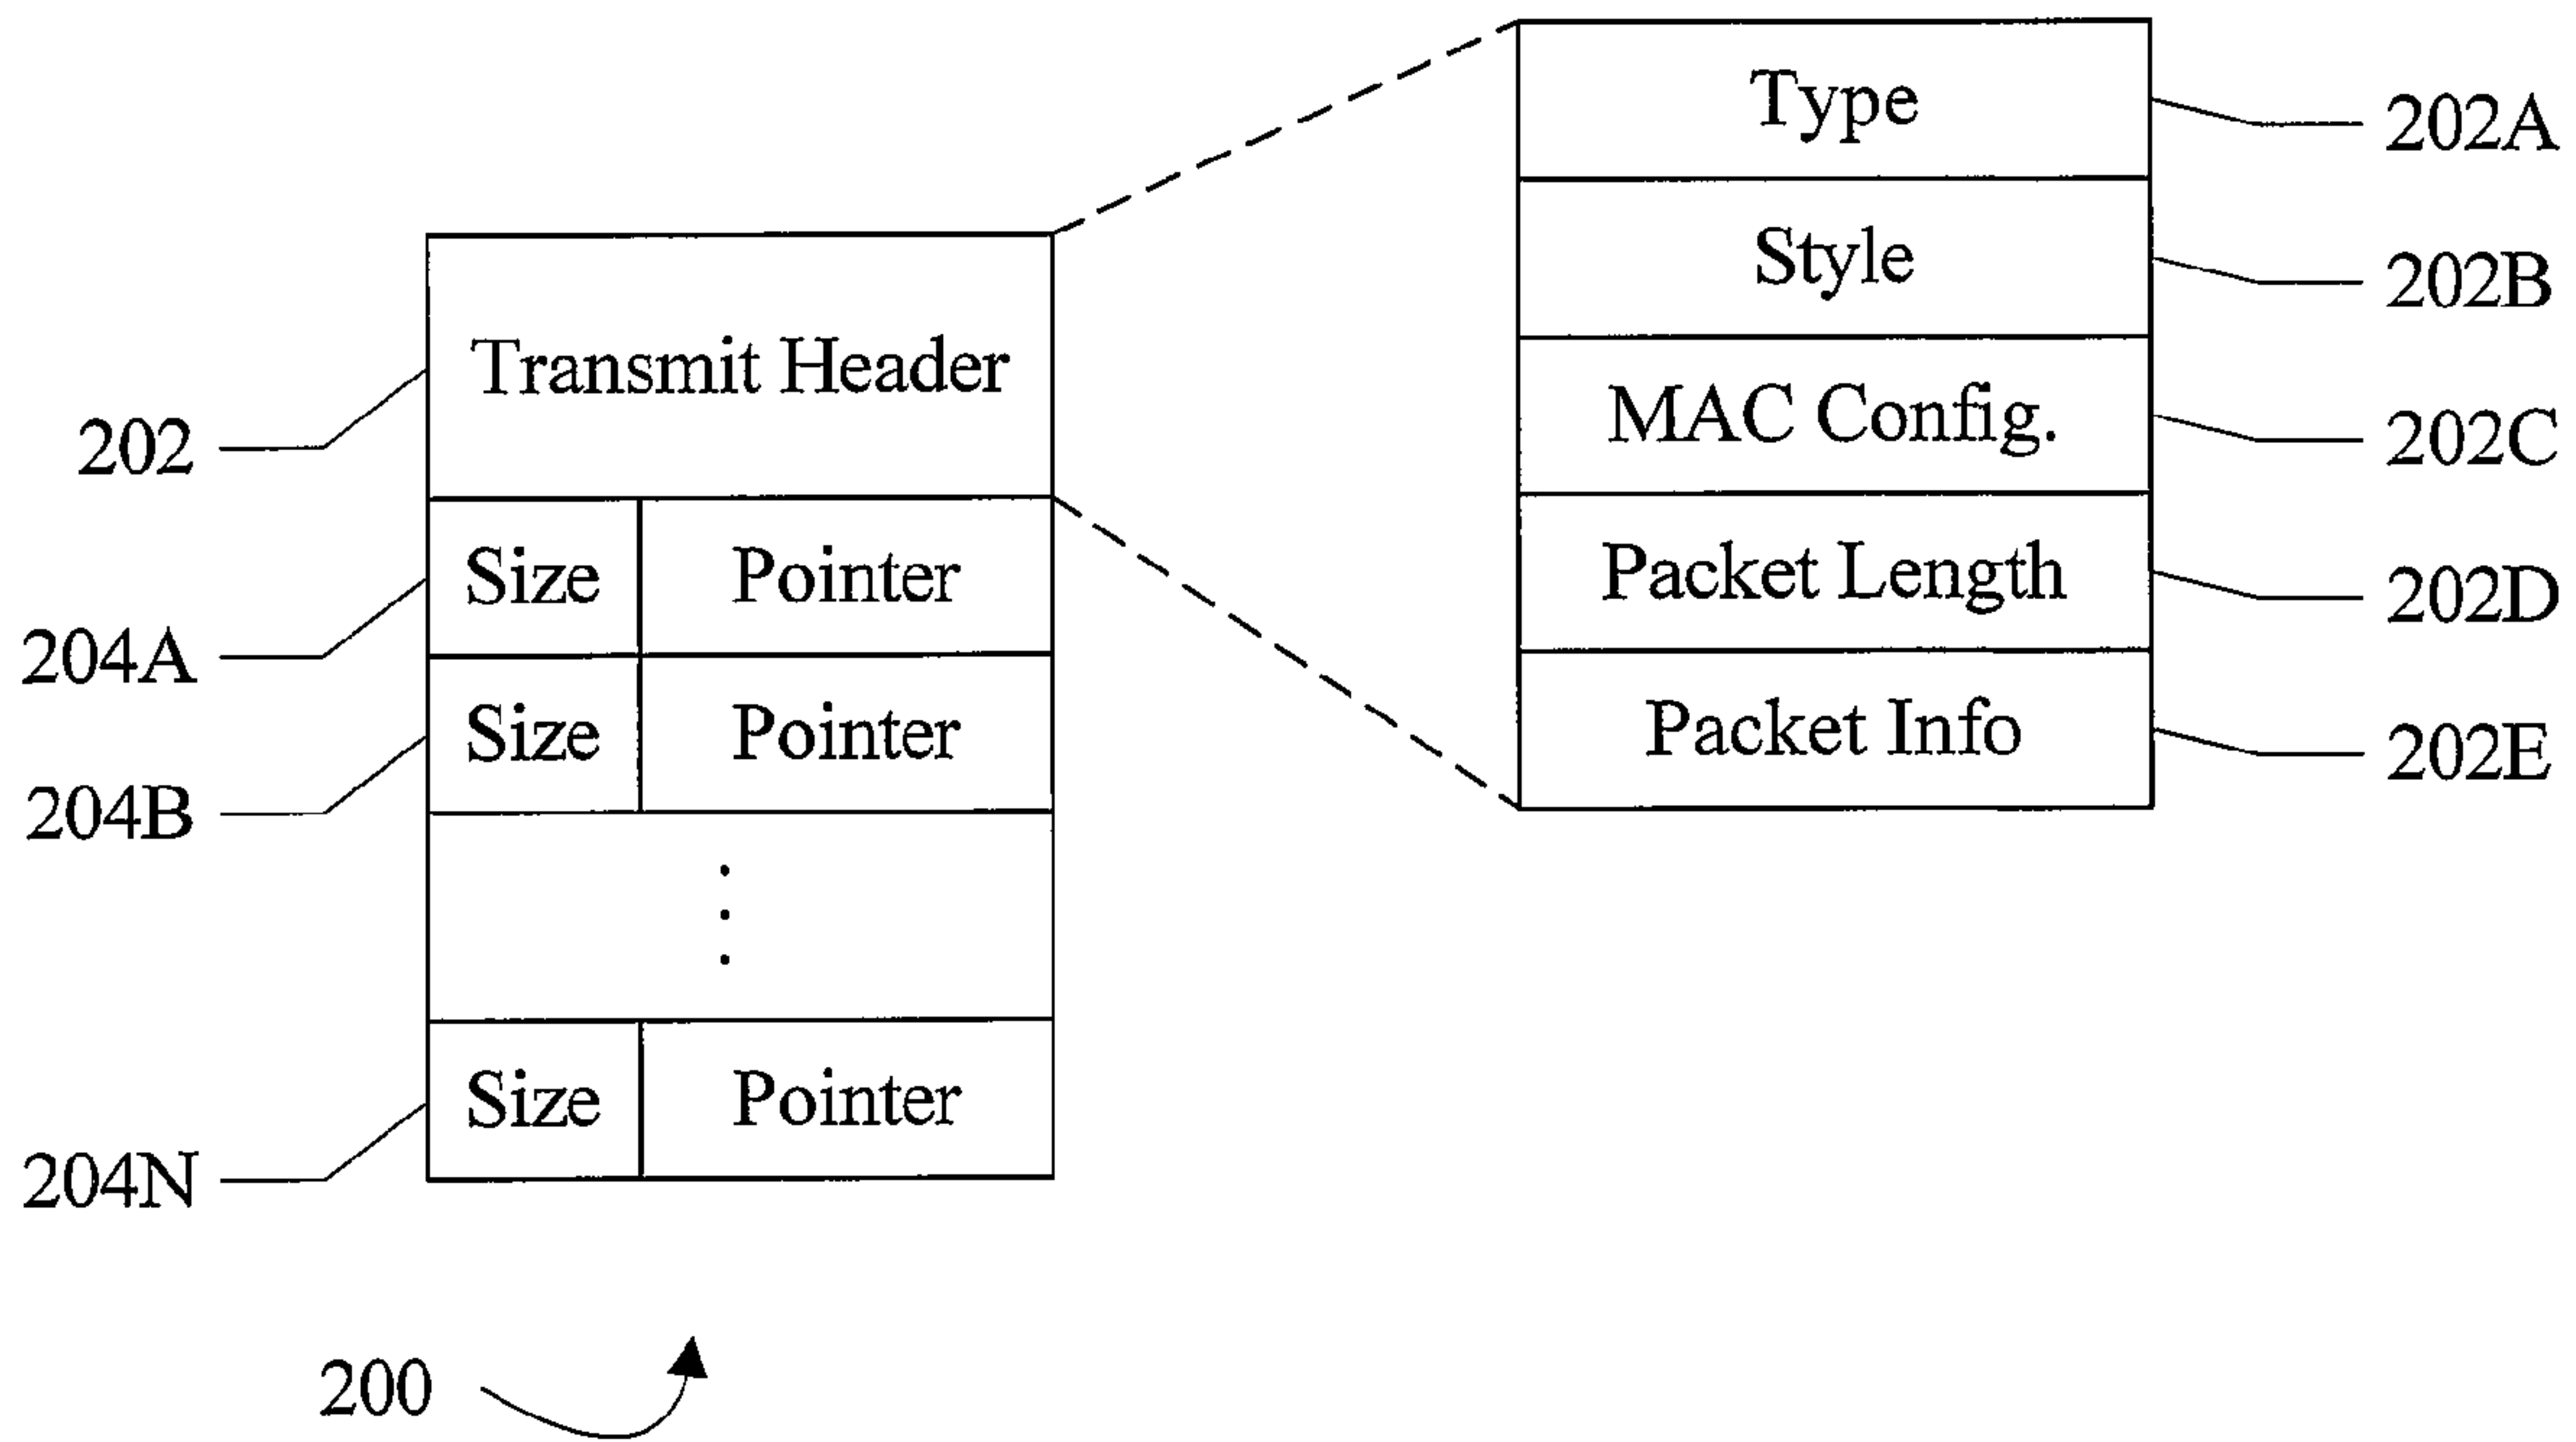 Type
202A
Style
202B
Transmit Header
MAC Config.
202
202C
Size Pointer
Packet Length
204A
202D
Size Pointer
Packet Info
204B
202E
Size Pointer
204N
200